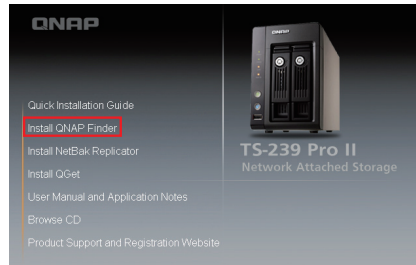 QNAP
Quick Installation Guide
Install QNAP Finder
Install NetBak Replicator
Install QGet
User Manual and Application Notes
Browse CD
Product Support and Registration Website
TS-239 Pro II
Network Attached Storage